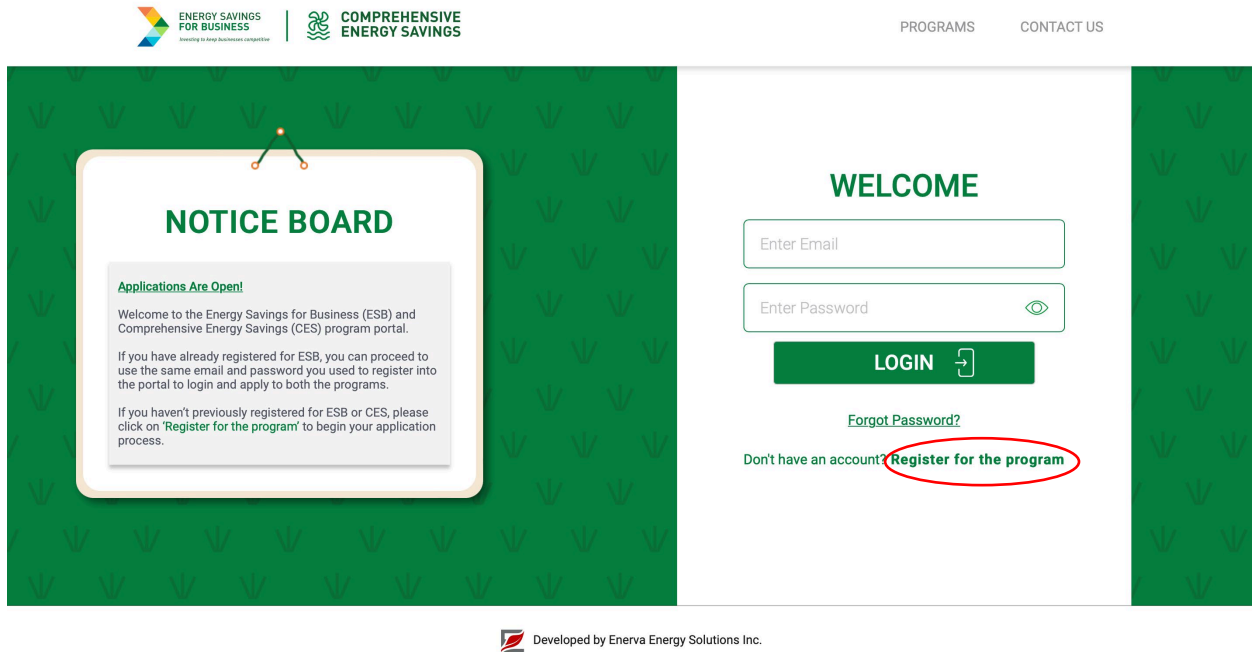 ENERGY SAVINGS
FOR BUSINESS
Investing to keep businesses competitive
COMPREHENSIVE
ENERGY SAVINGS
PROGRAMS
CONTACT US
NOTICE BOARD
Applications Are Open!
Welcome to the Energy Savings for Business (ESB) and
Comprehensive Energy Savings (CES) program portal.
If you have already registered for ESB, you can proceed to
use the same email and password you used to register into
the portal to login and apply to both the programs.
If you haven't previously registered for ESB or CES, please
click on 'Register for the program' to begin your application
process.
WELCOME
Enter Email
Enter Password
LOGIN
Forgot Password?
Don't have an account? Register for the program
Developed by Enerva Energy Solutions Inc.